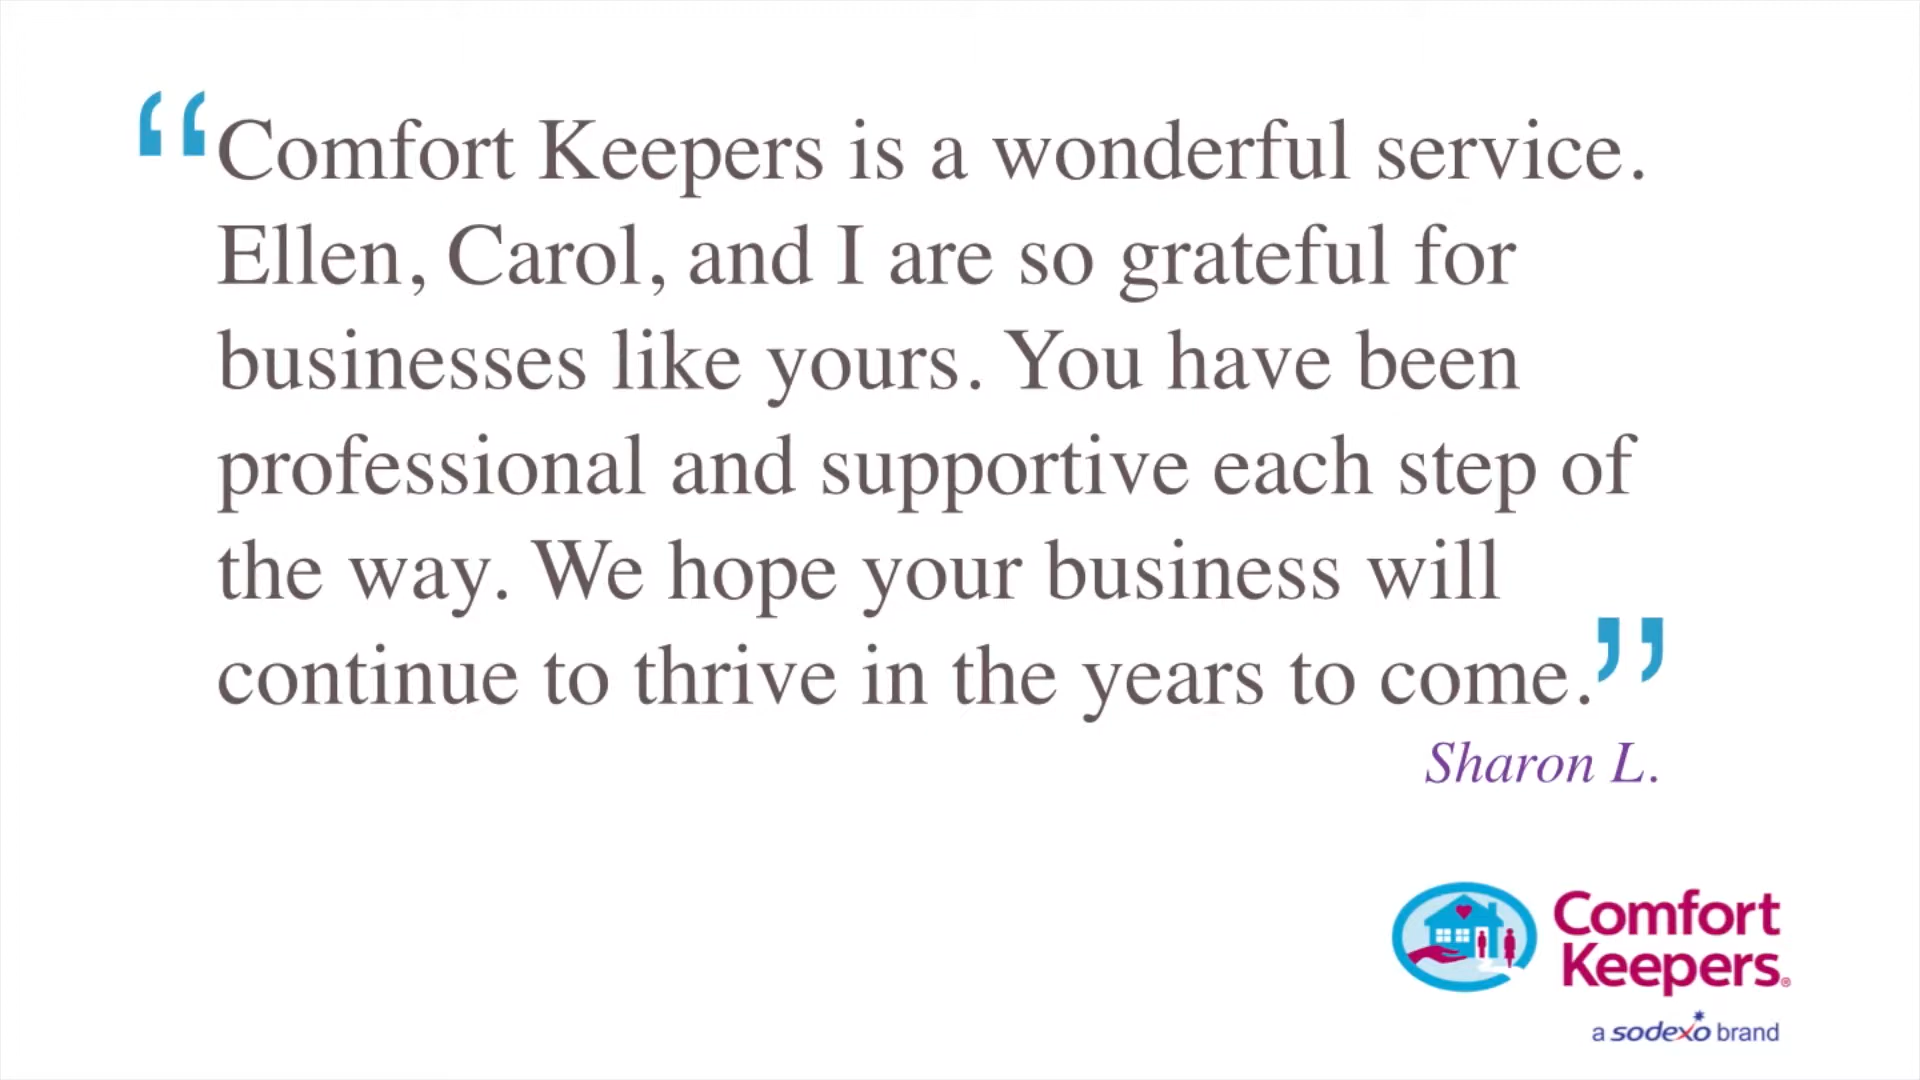 “Comfort Keepers is a wonderful service.
Ellen, Carol, and I are so grateful for
businesses like yours. You have been
professional and supportive each step of
the way. We hope your business will
continue to thrive in the years to come.”
Sharon L.
Comfort
Keepers®
a sodexo brand